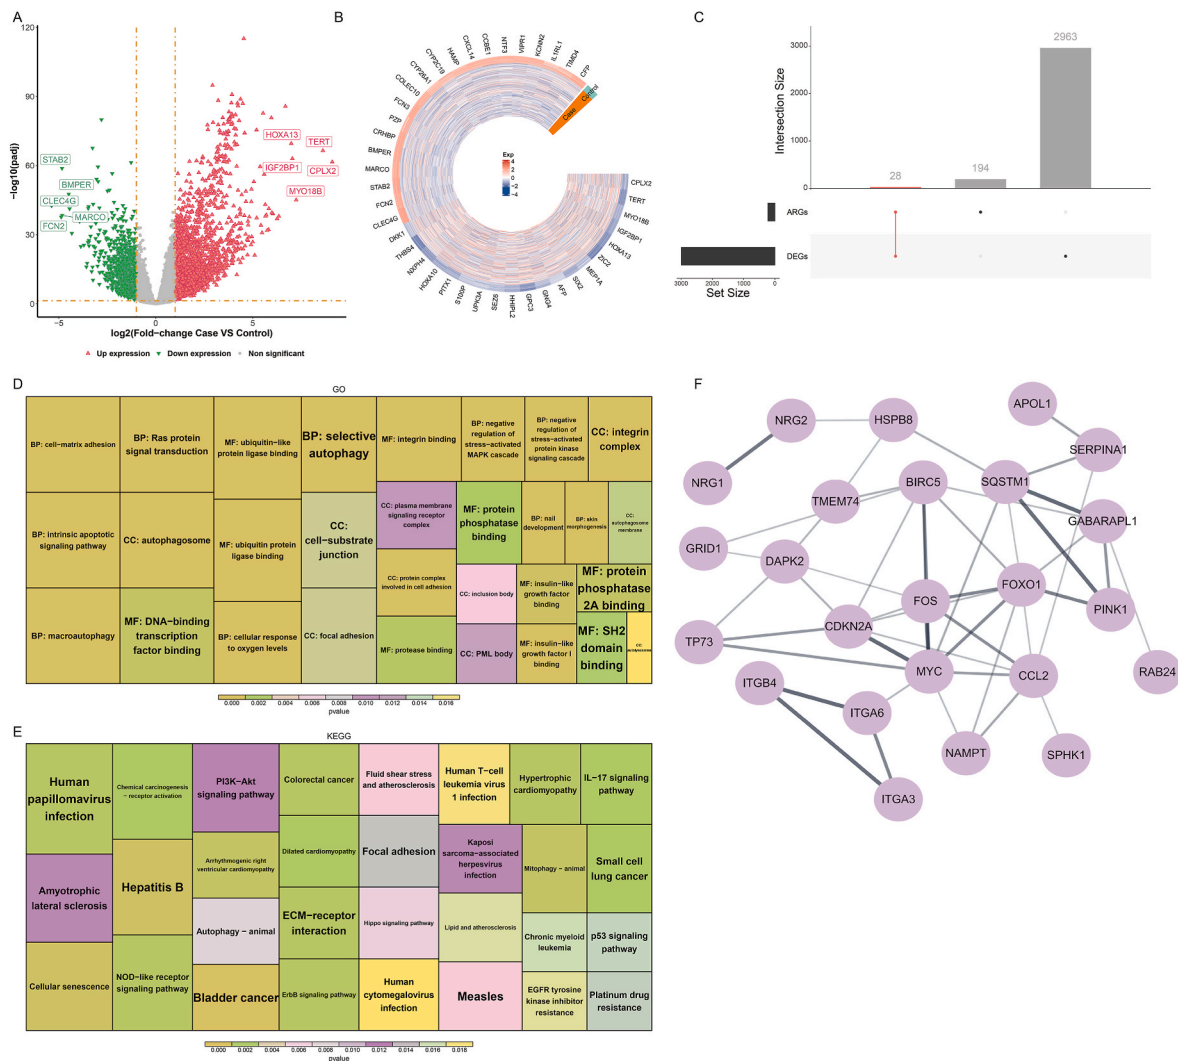 A
120
90
60
30
0
−log10(padj)
STAB2
BMPER
CLEC4G
MARCO
FCN2
HOXA13
TERT
IGF2BP1
CPLX2
MYO18B
−5
0
5
log2(Fold−change Case VS Control)
Up expression
Down expression
Non significant
B
CFP
TIMD4
IL1RL1
KCNN2
VIPR1
NTF3
CCBE1
CXCL14
HAMP
CYP2C19
CYP26A1
COLEC10
FCN3
PZP
CRHBP
BMPER
MARCO
STAB2
FCN2
CLEC4G
DKK1
THBS4
NXPH4
HOXA10
PITX1
S100P
UPK3A
SEZ6
HHIPL2
GPC3
GNG4
AFP
SIX2
MEP1A
ZIC2
HOXA13
IGF2BP1
MYO18B
TERT
CPLX2
Control
Case
Exp
4
2
0
−2
−4
C
3000
2000
1000
0
Intersection Size
28
194
2963
ARGs
DEGs
3000
2000
1000
0
Set Size
D
GO
BP: cell−matrix adhesion
BP: intrinsic apoptotic
signaling pathway
BP: macroautophagy
BP: Ras protein
signal transduction
CC: autophagosome
MF: DNA−binding
transcription
factor binding
MF: ubiquitin−like
protein ligase binding
MF: ubiquitin protein
ligase binding
BP: cellular response
to oxygen levels
BP: selective
autophagy
CC:
cell−substrate
junction
CC: focal adhesion
MF: integrin binding
CC: plasma membrane
signaling receptor
complex
CC: protein complex
involved in cell adhesion
MF: protease binding
BP: negative
regulation of
stress−activated
MAPK cascade
BP: negative
regulation of
stress−activated
protein kinase
signaling cascade
CC: integrin
complex
MF: protein
phosphatase
binding
BP: nail
development
BP: skin
morphogenesis
CC:
autophagosome
membrane
CC: inclusion body
CC: PML body
MF: insulin−like
growth factor
binding
MF: insulin−like
growth factor I
binding
MF: protein
phosphatase
2A binding
MF: SH2
domain
binding
0.000
0.002
0.004
0.006
0.008
0.010
0.012
0.014
0.016
pvalue
E
KEGG
Human
papillomavirus
infection
Amyotrophic
lateral sclerosis
Cellular senescence
Chemical carcinogenesis
− receptor activation
Hepatitis B
NOD−like receptor
signaling pathway
PI3K−Akt
signaling pathway
Arrhythmogenic right
ventricular cardiomyopathy
Autophagy − animal
Bladder cancer
Colorectal cancer
Dilated cardiomyopathy
ECM−receptor
interaction
ErbB signaling pathway
Fluid shear stress
and atherosclerosis
Focal adhesion
Hippo signaling pathway
Human
cytomegalovirus
infection
Human T−cell
leukemia virus
1 infection
Kaposi
sarcoma−associated
herpesvirus
infection
Lipid and atherosclerosis
Measles
Hypertrophic
cardiomyopathy
IL−17 signaling
pathway
Mitophagy − animal
Small cell
lung cancer
Chronic myeloid
leukemia
p53 signaling
pathway
EGFR tyrosine
kinase inhibitor
resistance
Platinum drug
resistance
0.000
0.002
0.004
0.006
0.008
0.010
0.012
0.014
0.016
0.018
pvalue
F
APOL1
NRG2
HSPB8
SERPINA1
NRG1
BIRC5
SQSTM1
TMEM74
GABARAPL1
GRID1
DAPK2
FOXO1
FOS
PINK1
CDKN2A
TP73
MYC
CCL2
RAB24
ITGB4
ITGA6
NAMPT
SPHK1
ITGA3